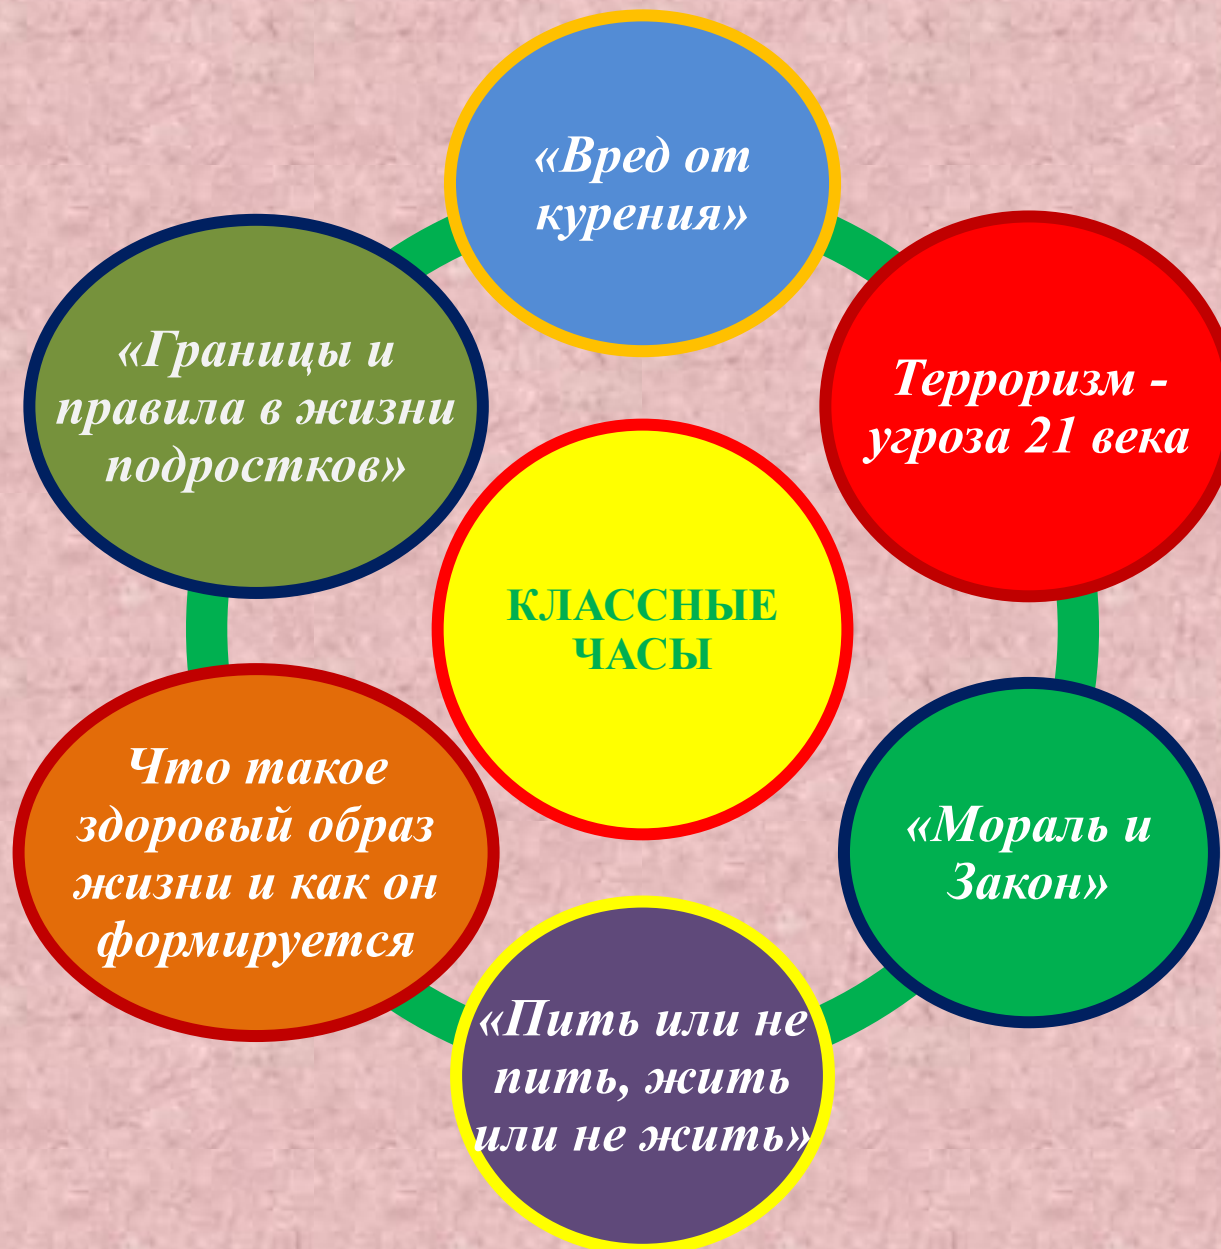 «Вред от
курения»
Терроризм -
угроза 21 века
«Мораль и
Закон»
«Пить или не
пить, жить
или не жить»
Что такое
здоровый образ
жизни и как он
формируется
«Границы и
правила в жизни
подростков»
КЛАССНЫЕ
ЧАСЫ